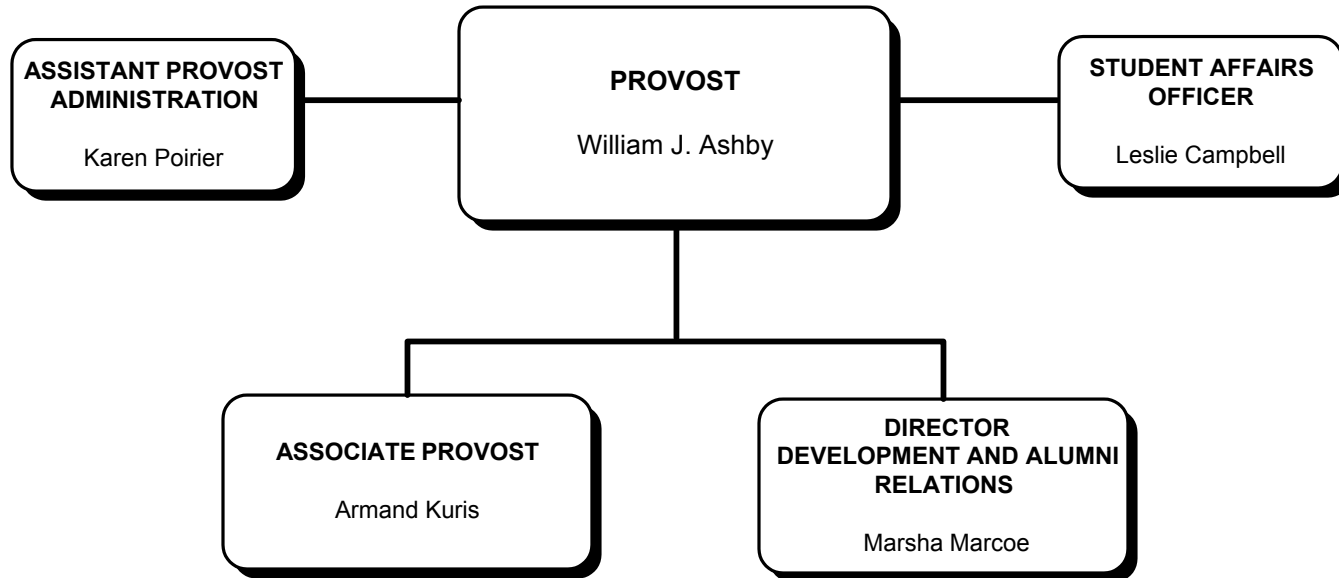 ASSISTANT PROVOST
ADMINISTRATION
Karen Poirier
PROVOST
William J. Ashby
STUDENT AFFAIRS
OFFICER
Leslie Campbell
ASSOCIATE PROVOST
Armand Kuris
DIRECTOR
DEVELOPMENT AND ALUMNI
RELATIONS
Marsha Marcoe